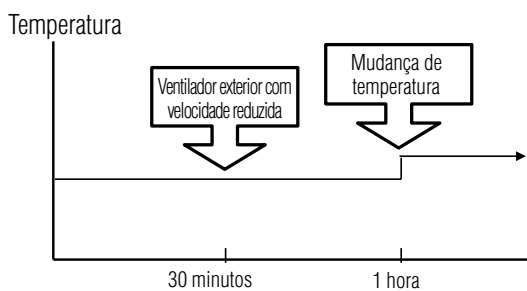 Temperatura
Ventilador exterior com
velocidade reduzida
Mudança de
temperatura
30 minutos
1 hora